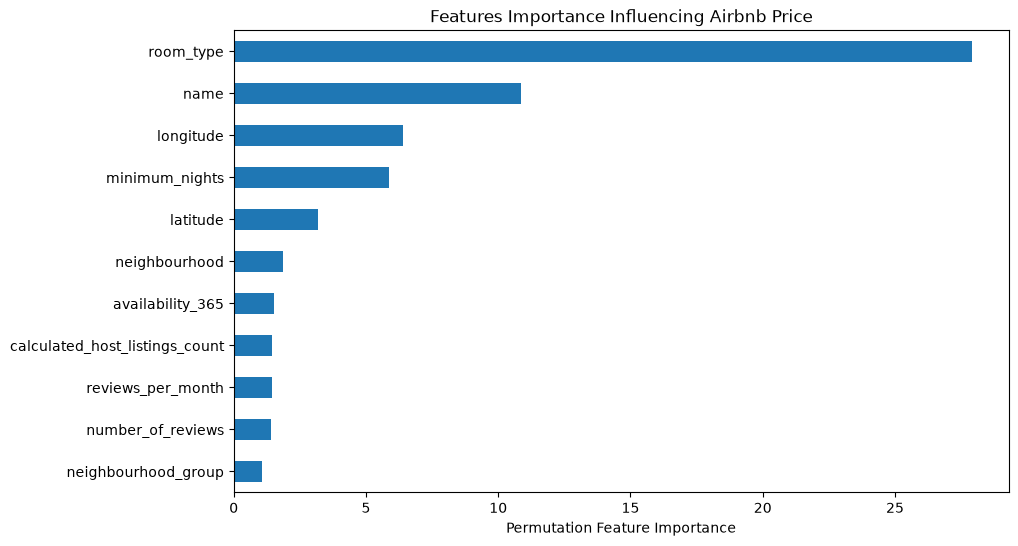 Features Importance Influencing Airbnb Price
room_type
name
longitude
minimum_nights
latitude
neighbourhood
availability_365
calculated_host_listings_count
reviews_per_month
number_of_reviews
neighbourhood_group
0 5 10 15 20 25
Permutation Feature Importance